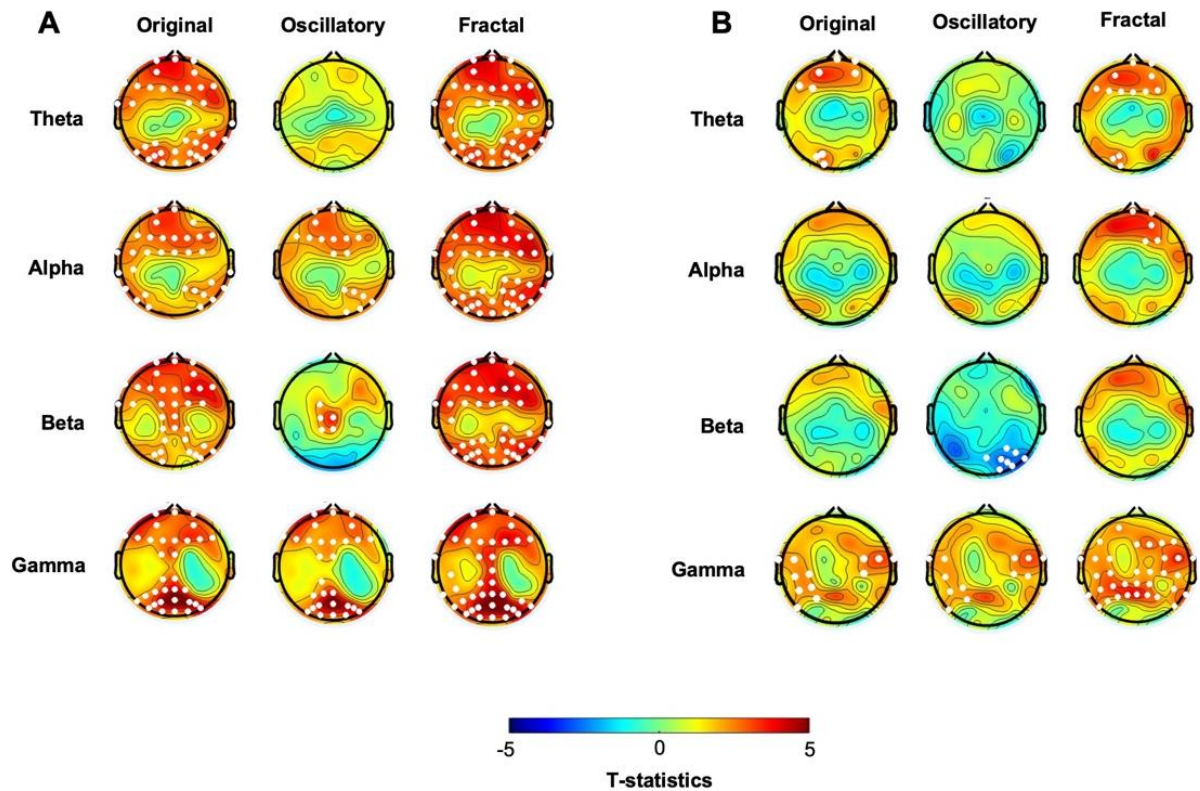 A Original Oscillatory Fractal B Original Oscillatory Fractal
Theta Theta
Alpha Alpha
Beta Beta
Gamma Gamma
-5 0 5
T-statistics